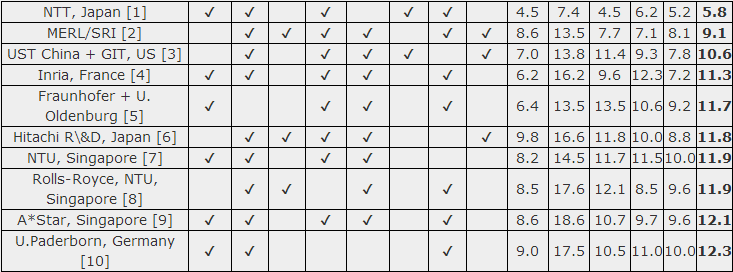 NTT, Japan [1] ✓ ✓ ✓ ✓ ✓ 4.5 7.4 4.5 6.2 5.2 5.8
MERL/SRI [2] ✓ ✓ ✓ ✓ ✓ ✓ 8.6 13.5 7.7 7.1 8.1 9.1
UST China + GIT, US [3] ✓ ✓ ✓ ✓ ✓ 7.0 13.8 11.4 9.3 7.8 10.6
Inria, France [4] ✓ ✓ ✓ ✓ ✓ 6.2 16.2 9.6 12.3 7.2 11.3
Fraunhofer + U.
Oldenburg [5] ✓ ✓ ✓ ✓ 6.4 13.5 13.5 10.6 9.2 11.7
Hitachi R\&D, Japan [6] ✓ ✓ ✓ ✓ ✓ 9.8 16.6 11.8 10.0 8.8 11.8
NTU, Singapore [7] ✓ ✓ ✓ ✓ 8.2 14.5 11.7 11.5 10.0 11.9
Rolls-Royce, NTU,
Singapore [8] ✓ ✓ ✓ ✓ 8.5 17.6 12.1 8.5 9.6 11.9
A*Star, Singapore [9] ✓ ✓ ✓ ✓ ✓ 8.6 18.6 10.7 9.7 9.6 12.1
U.Paderborn, Germany
[10] ✓ ✓ ✓ 9.0 17.5 10.5 11.0 10.0 12.3